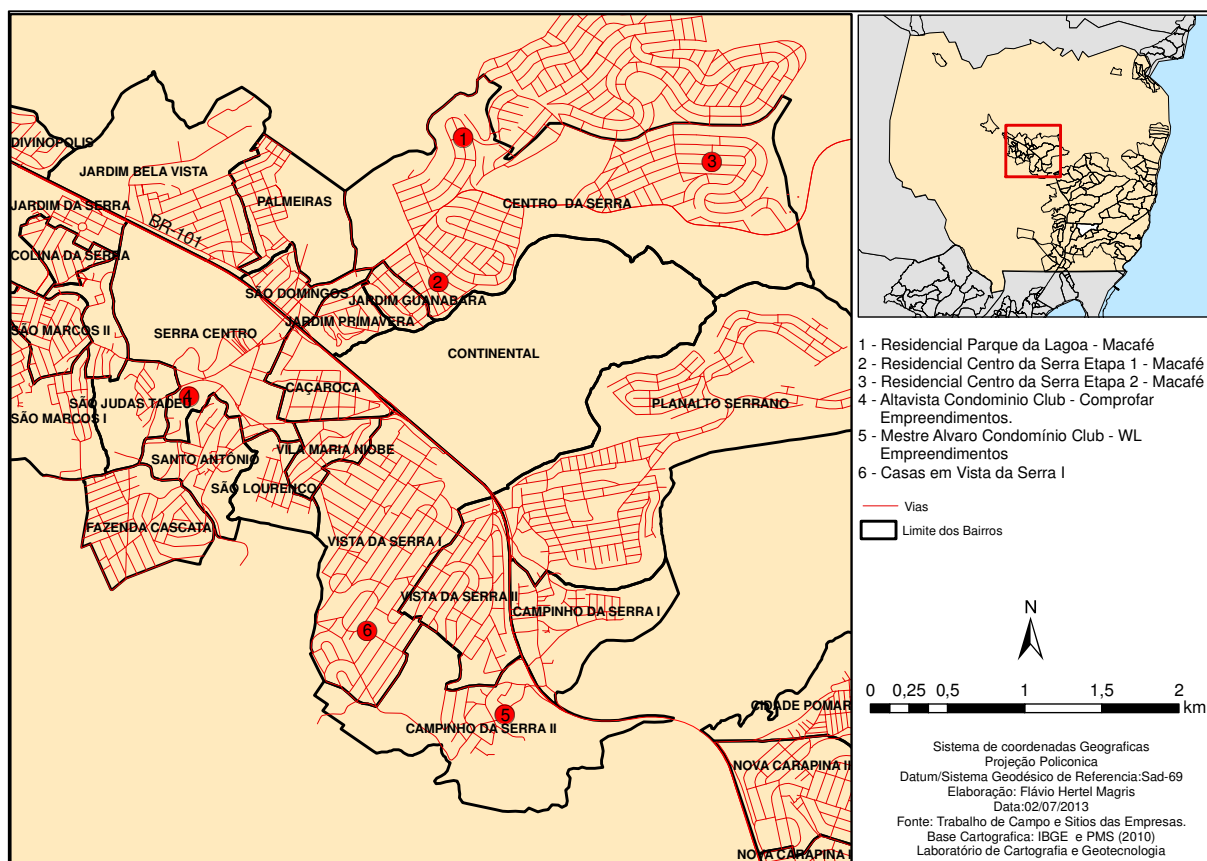 DIVINOPOLIS
JARDIM BELA VISTA
JARDIM DA SERRA
PALMEIRAS
CENTRO DA SERRA
BR-101
COLINA DA SERRA
SÃO DOMINGOS
JARDIM GUANABARA
JARDIM PRIMAVERA
SÃO MARCOS II
SERRA CENTRO
CONTINENTAL
CAÇAROCA
PLANALTO SERRANO
SÃO JUDAS TADEU
SÃO MARCOS I
VILA MARIA NIOBE
SANTO ANTÔNIO
SÃO LOURENÇO
FAZENDA CASCATA
VISTA DA SERRA I
VISTA DA SERRA II
CAMPINHO DA SERRA I
CAMPINHO DA SERRA II
CIDADE POMAR
NOVA CARAPINA II
NOVA CARAPINA I
1
2
3
4
5
6
1 - Residencial Parque da Lagoa - Macafé
2 - Residencial Centro da Serra Etapa 1 - Macafé
3 - Residencial Centro da Serra Etapa 2 - Macafé
4 - Altavista Condominio Club - Comprofar
Empreendimentos.
5 - Mestre Alvaro Condomínio Club - WL
Empreendimentos
6 - Casas em Vista da Serra I
Vias
Limite dos Bairros
N
0 0,25 0,5 1 1,5 2
km
Sistema de coordenadas Geograficas
Projeção Policonica
Datum/Sistema Geodésico de Referencia:Sad-69
Elaboração: Flávio Hertel Magris
Data:02/07/2013
Fonte: Trabalho de Campo e Sitios das Empresas.
Base Cartografica: IBGE e PMS (2010)
Laboratório de Cartografia e Geotecnologia